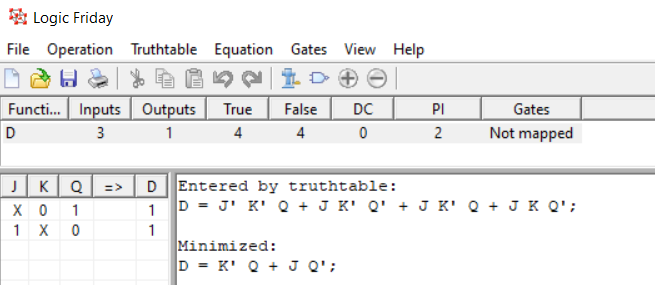 Logic Friday
File Operation Truthtable Equation Gates View Help
Functi... Inputs Outputs True False DC PI Gates
D 3 1 4 4 0 2 Not mapped
J K Q => D
X 0 1 1
1 X 0 1
Entered by truthtable:
D = J' K' Q + J K' Q' + J K' Q + J K Q';
Minimized:
D = K' Q + J Q';